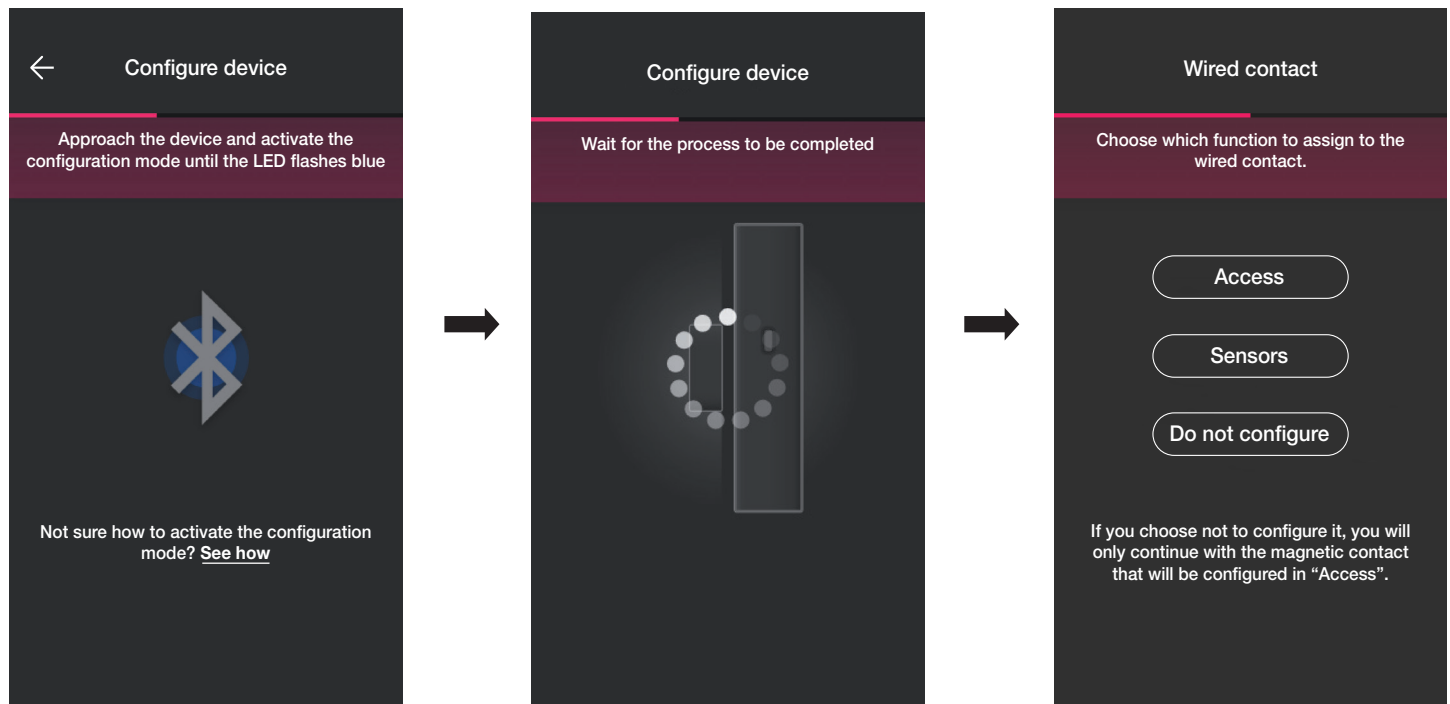 Configure device
Approach the device and activate the
configuration mode until the LED flashes blue
Not sure how to activate the configuration
mode? See how
Configure device
Wait for the process to be completed
Wired contact
Choose which function to assign to the
wired contact.
Access
Sensors
Do not configure
If you choose not to configure it, you will
only continue with the magnetic contact
that will be configured in “Access”.